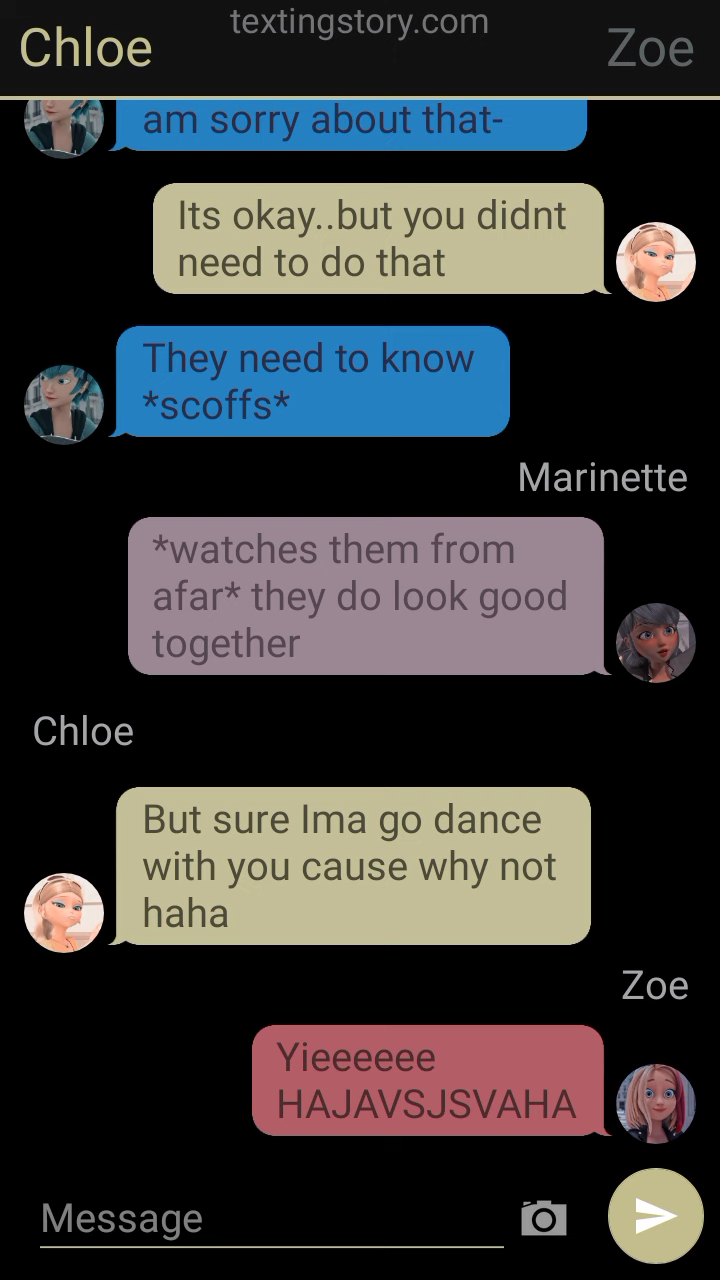 textingstory.com
Chloe
Zoe
am sorry about that-
Its okay..but you didnt
need to do that
They need to know
*scoffs*
Marinette
*watches them from
afar* they do look good
together
Chloe
But sure Ima go dance
with you cause why not
haha
Zoe
Yieeeeee
HAJAVSJSVAHA
Message